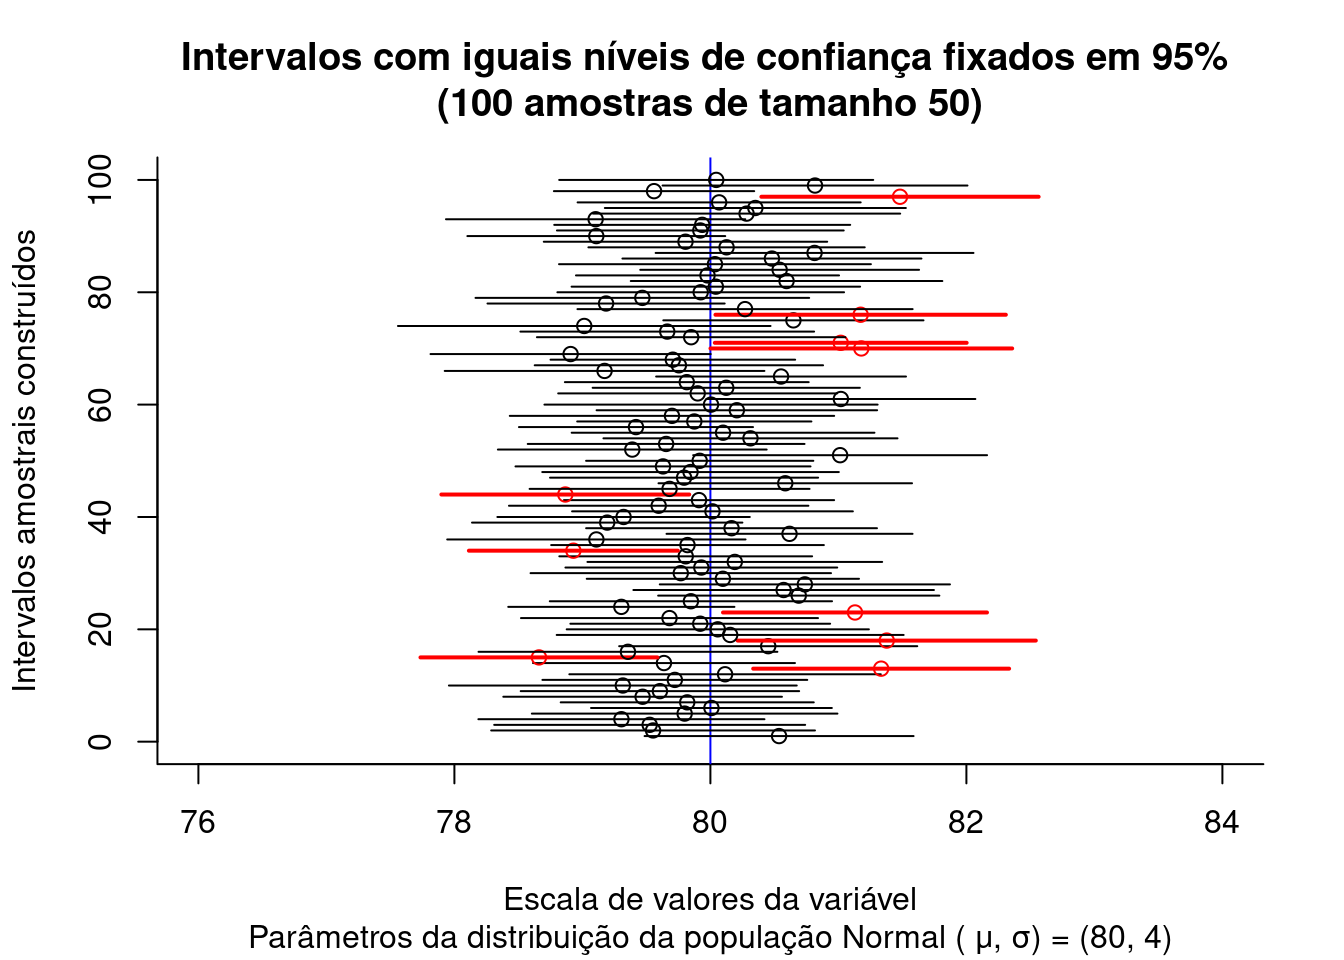 Intervalos com iguais níveis de confiança fixados em 95%
(100 amostras de tamanho 50)
Intervalos amostrais construídos
100
80
60
40
20
0
76 78 80 82 84
Escala de valores da variável
Parâmetros da distribuição da população Normal ( μ, σ) = (80, 4)